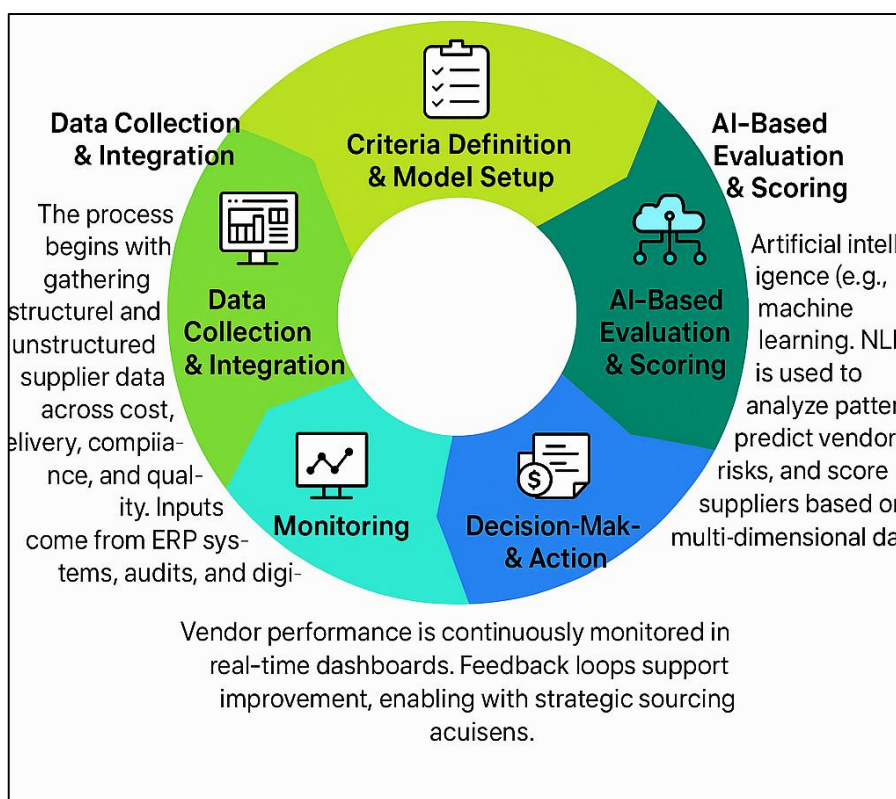 Criteria Definition
& Model Setup
Data Collection
& Integration
The process
begins with
gathering
structurel and
unstructured
supplier data
across cost,
elivery, compiia-
nce, and qual-
ity. Inputs
come from ERP sys-
tems, audits, and digi-
Data
Collection
& Integration
AI-Based
Evaluation
& Scoring
AI-Based
Evaluation
& Scoring
Artificial intell
igence (e.g.,
machine
learning. NL
is used to
analyze patter
predict vendor
risks, and score
suppliers based o
multi-dimensional da
Monitoring
Decision-Mak-
& Action
Vendor performance is continuously monitored in
real-time dashboards. Feedback loops support
improvement, enabling with strategic sourcing
acuisens.